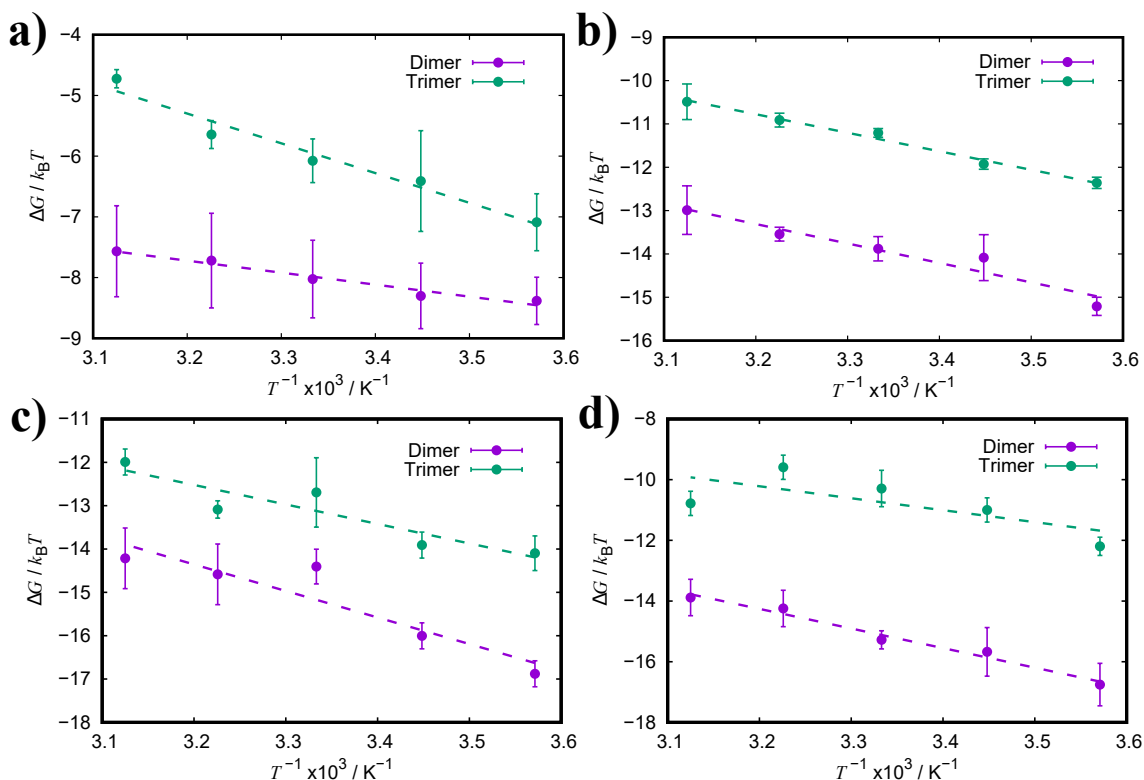 a)
−4
−5
−6
−7
−8
−9
3.1 3.2 3.3 3.4 3.5 3.6
ΔG / kBT
T−1 x103 / K−1
Dimer
Trimer
b)
−9
−10
−11
−12
−13
−14
−15
−16
3.1 3.2 3.3 3.4 3.5 3.6
ΔG / kBT
T−1 x103 / K−1
Dimer
Trimer
c)
−11
−12
−13
−14
−15
−16
−17
−18
3.1 3.2 3.3 3.4 3.5 3.6
ΔG / kBT
T−1 x103 / K−1
Dimer
Trimer
d)
−8
−10
−12
−14
−16
−18
3.1 3.2 3.3 3.4 3.5 3.6
ΔG / kBT
T−1 x103 / K−1
Dimer
Trimer